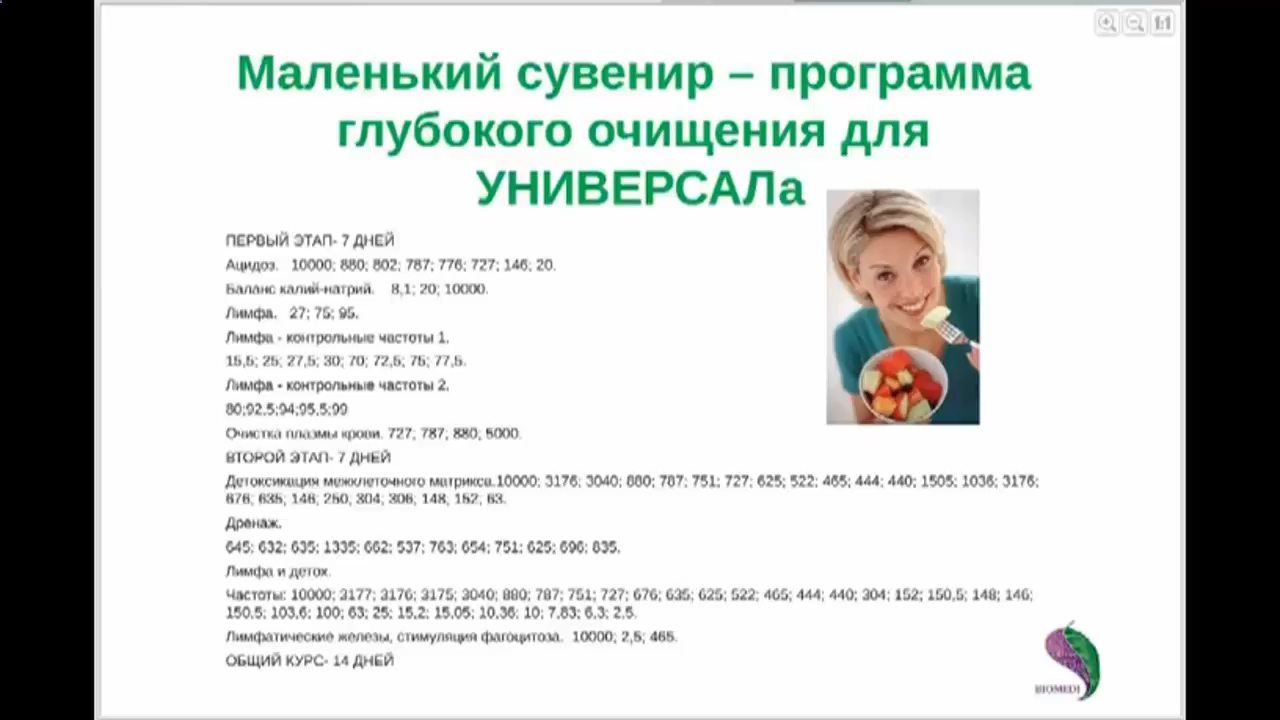 1:1
Маленький сувенир – программа
глубокого очищения для
УНИВЕРСАЛа
ПЕРВЫЙ ЭТАП- 7 ДНЕЙ
Ацидоз. 10000; 880; 802; 787; 776; 727; 146; 20.
Баланс калий-натрий. 8,1; 20; 10000.
Лимфа. 27; 75; 95.
Лимфа - контрольные частоты 1.
15,5; 25; 27,5; 30; 70; 72,5; 75; 77,5.
Лимфа - контрольные частоты 2.
80;92.5;94;95.5;99
Очистка плазмы крови. 727; 787; 880; 5000.
ВТОРОЙ ЭТАП- 7 ДНЕЙ
Детоксикация межклеточного матрикса.10000; 3176; 3040; 880; 787; 751; 727; 625; 522; 465; 444; 440; 1505; 1036; 3176;
676; 635; 146; 250, 304; 306; 148; 152; 63.
Дренаж.
645; 632; 635; 1335; 662; 537; 763; 654; 751; 625; 696; 835.
Лимфа и деток.
Частоты: 10000; 3177; 3176; 3175; 3040; 880; 787; 751; 727; 676; 635; 625; 522; 465; 444; 440; 304; 152; 150,5; 148; 146;
150,5; 103,6; 100; 63; 25; 15,2; 15.05; 10.36; 10; 7.83; 6.3; 2.5.
Лимфатические железы, стимуляция фагоцитоза. 10000; 2,5; 465.
ОБЩИЙ КУРС- 14 ДНЕЙ
BIOMEDI